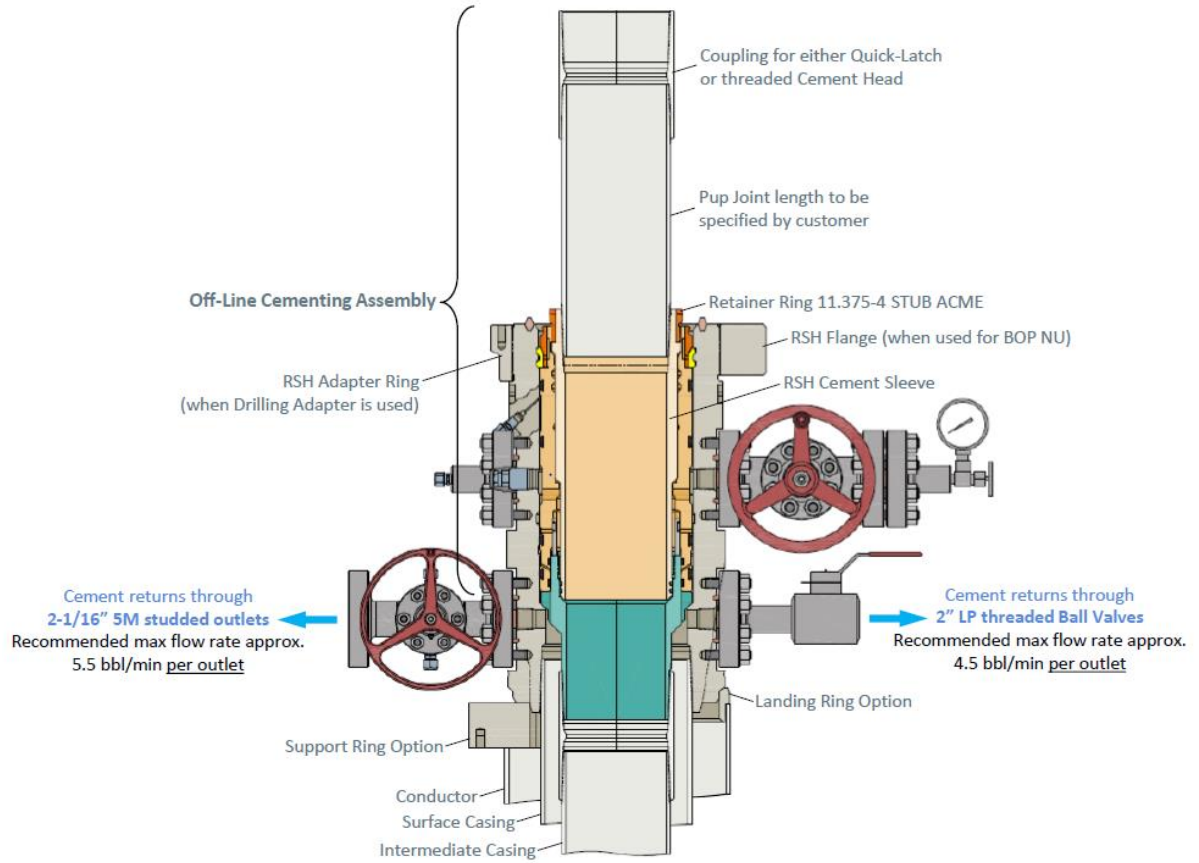 Coupling for either Quick-Latch
or threaded Cement Head
Pup Joint length to be
specified by customer
Off-Line Cementing Assembly
Retainer Ring 11.375-4 STUB ACME
RSH Flange (when used for BOP NU)
RSH Adapter Ring
(when Drilling Adapter is used)
RSH Cement Sleeve
Cement returns through
2-1/16" 5M studded outlets
Recommended max flow rate approx.
5.5 bbl/min per outlet
Cement returns through
2" LP threaded Ball Valves
Recommended max flow rate approx.
4.5 bbl/min per outlet
Landing Ring Option
Support Ring Option
Conductor
Surface Casing
Intermediate Casing